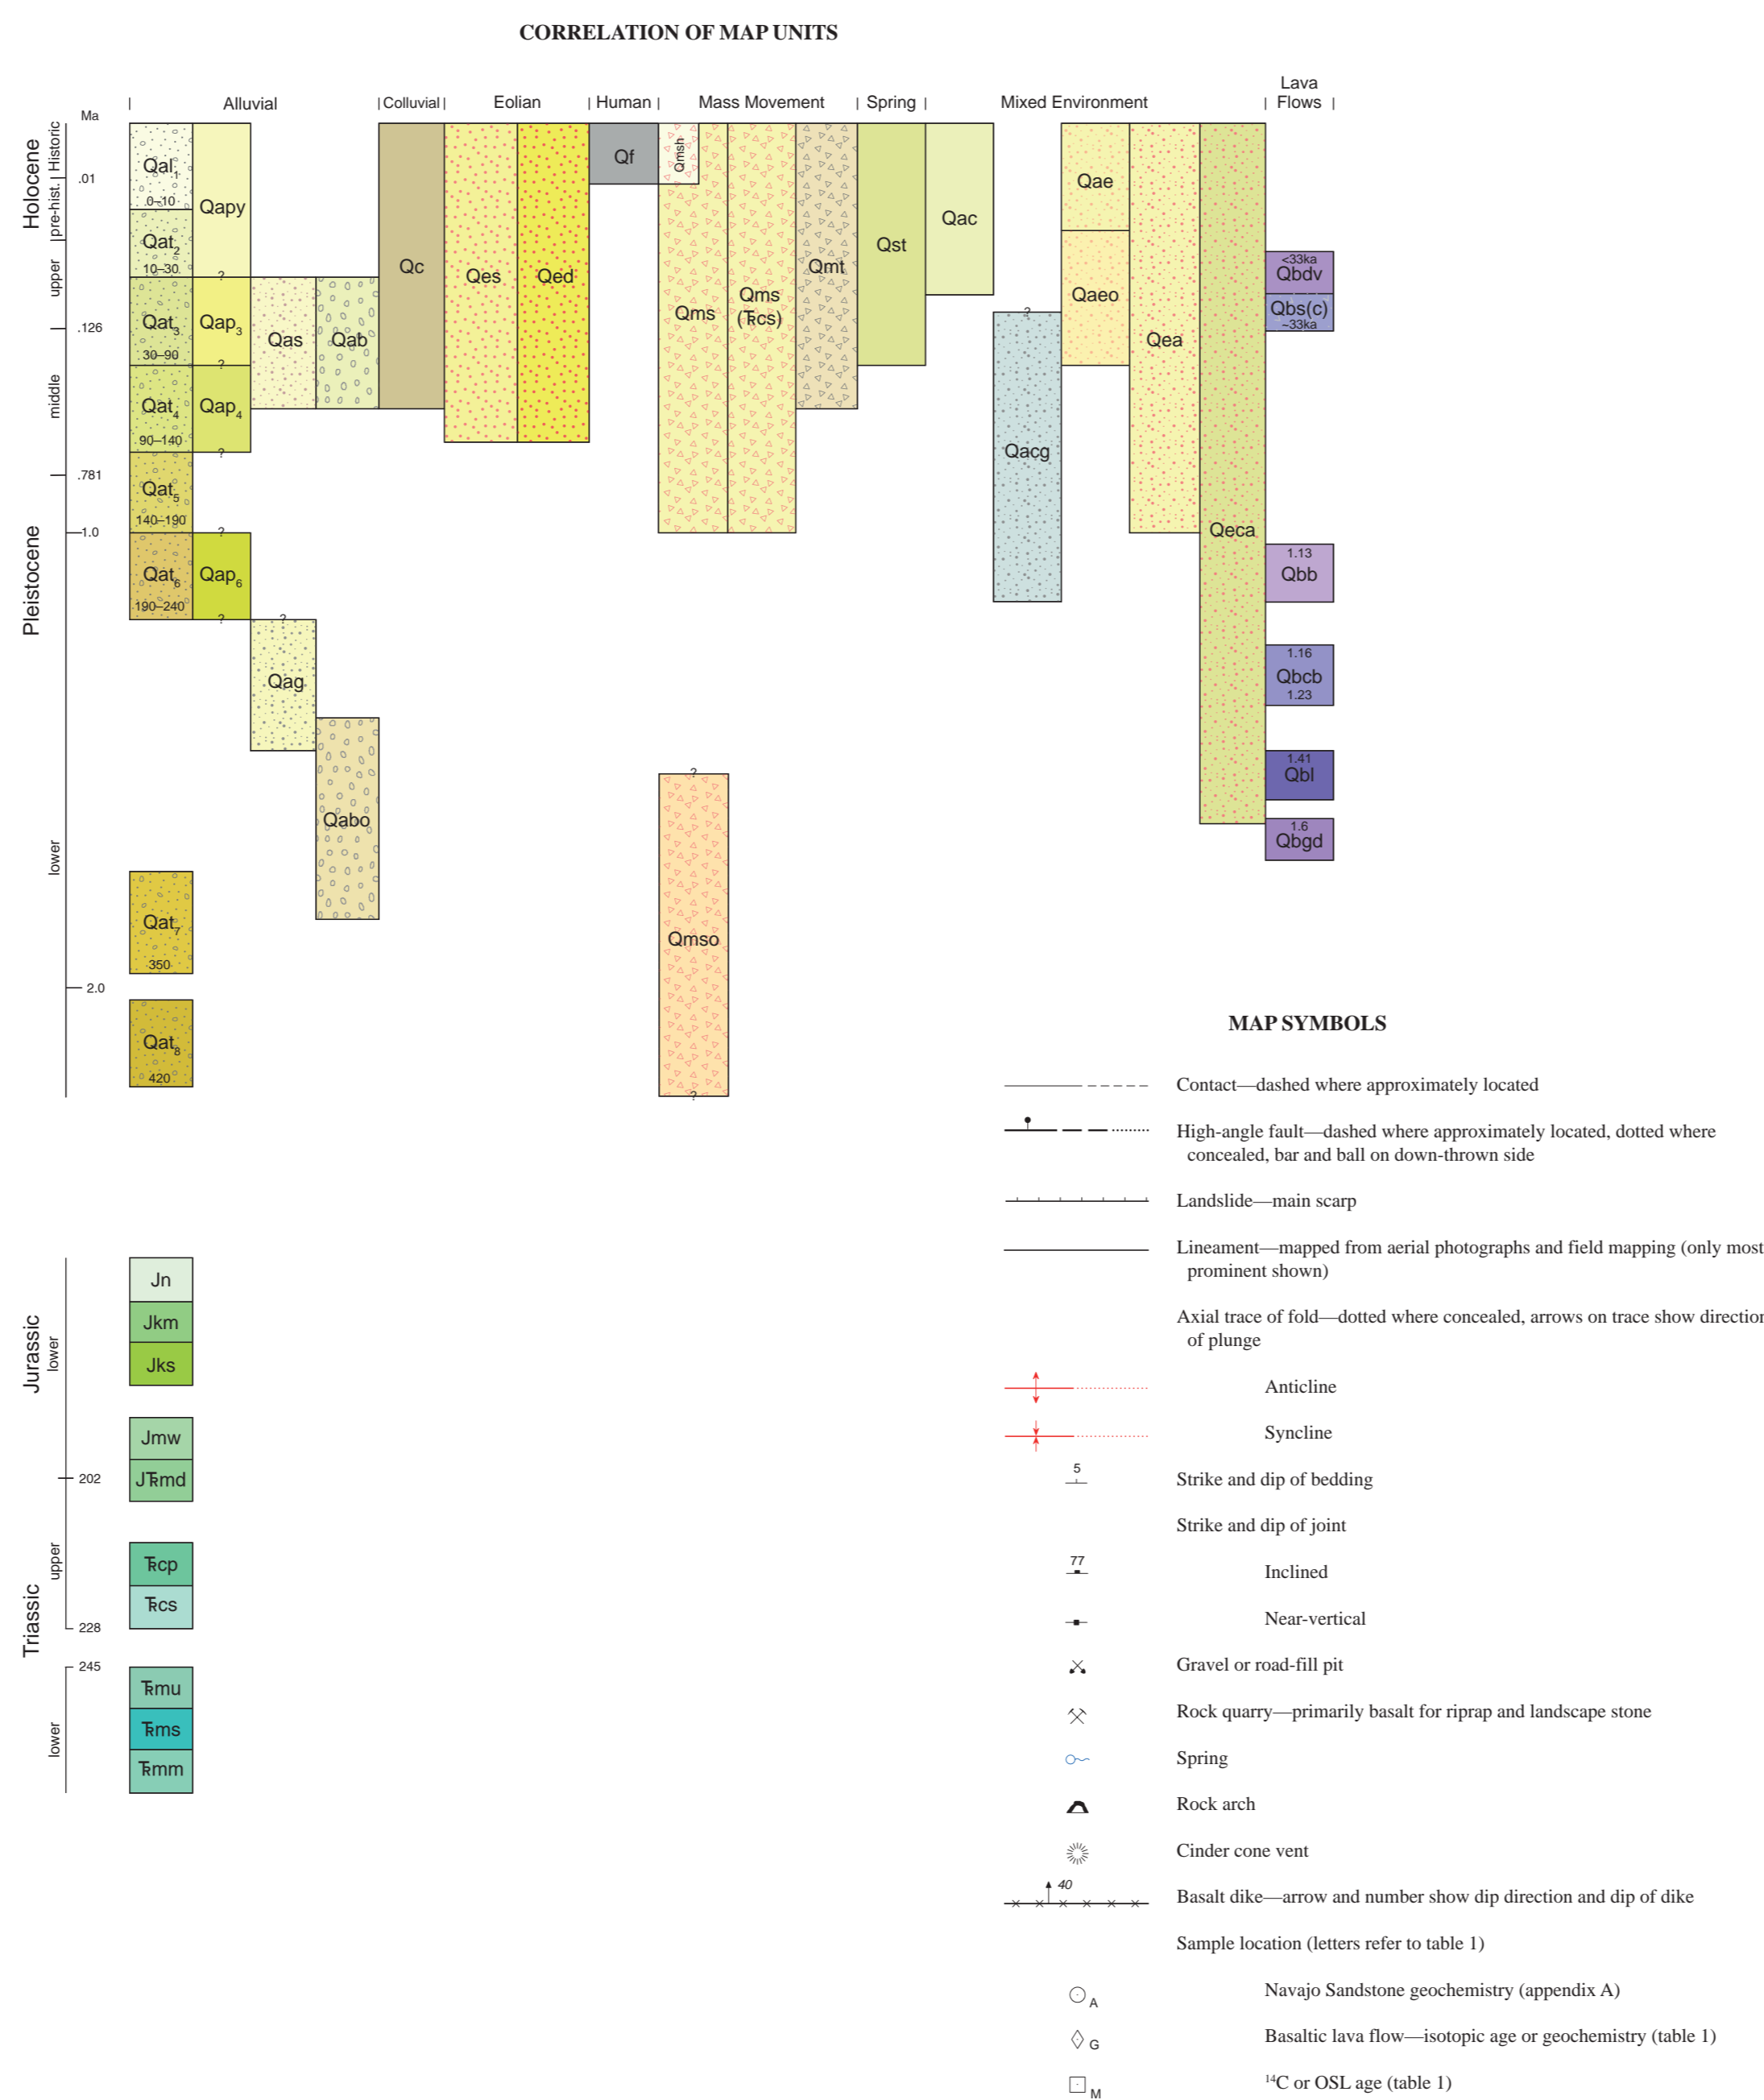 CORRELATION OF MAP UNITS
Lava
Flows
Alluvial
Colluvial
Eolian
Human
Mass Movement
Spring
Mixed Environment
Ma
Holocene
Historic
pre-hist.
.01
upper
.126
middle
.781
Pleistocene
1.0
lower
2.0
Qal1
0–10
Qat2
10–30
Qat3
30–90
Qat4
90–140
Qat5
140–190
Qat6
190–240
Qat7
350
Qat8
420
Qapy
?
Qap3
?
Qap4
?
?
Qap6
?
Qas
Qab
?
Qag
Qabo
Qc
Qes
Qed
Qf
Qmsh
Qms
Qms
(TRcs)
Qmt
?
Qmso
?
Qst
Qac
?
Qacg
Qae
Qaeo
Qea
Qeca
<33ka
Qbdv
Qbs(c)
~33ka
1.13
Qbb
1.16
Qbcb
1.23
1.41
Qbl
1.6
Qbgd
Jurassic
lower
Jn
Jkm
Jks
Jmw
202
JTRmd
Triassic
upper
TRcp
TRcs
228
245
lower
TRmu
TRms
TRmm
MAP SYMBOLS
Contact—dashed where approximately located
High-angle fault—dashed where approximately located, dotted where
concealed, bar and ball on down-thrown side
Landslide—main scarp
Lineament—mapped from aerial photographs and field mapping (only most
prominent shown)
Axial trace of fold—dotted where concealed, arrows on trace show direction
of plunge
Anticline
Syncline
5
Strike and dip of bedding
Strike and dip of joint
77
Inclined
Near-vertical
Gravel or road-fill pit
Rock quarry—primarily basalt for riprap and landscape stone
Spring
Rock arch
Cinder cone vent
40
Basalt dike—arrow and number show dip direction and dip of dike
Sample location (letters refer to table 1)
A Navajo Sandstone geochemistry (appendix A)
G Basaltic lava flow—isotopic age or geochemistry (table 1)
M 14C or OSL age (table 1)